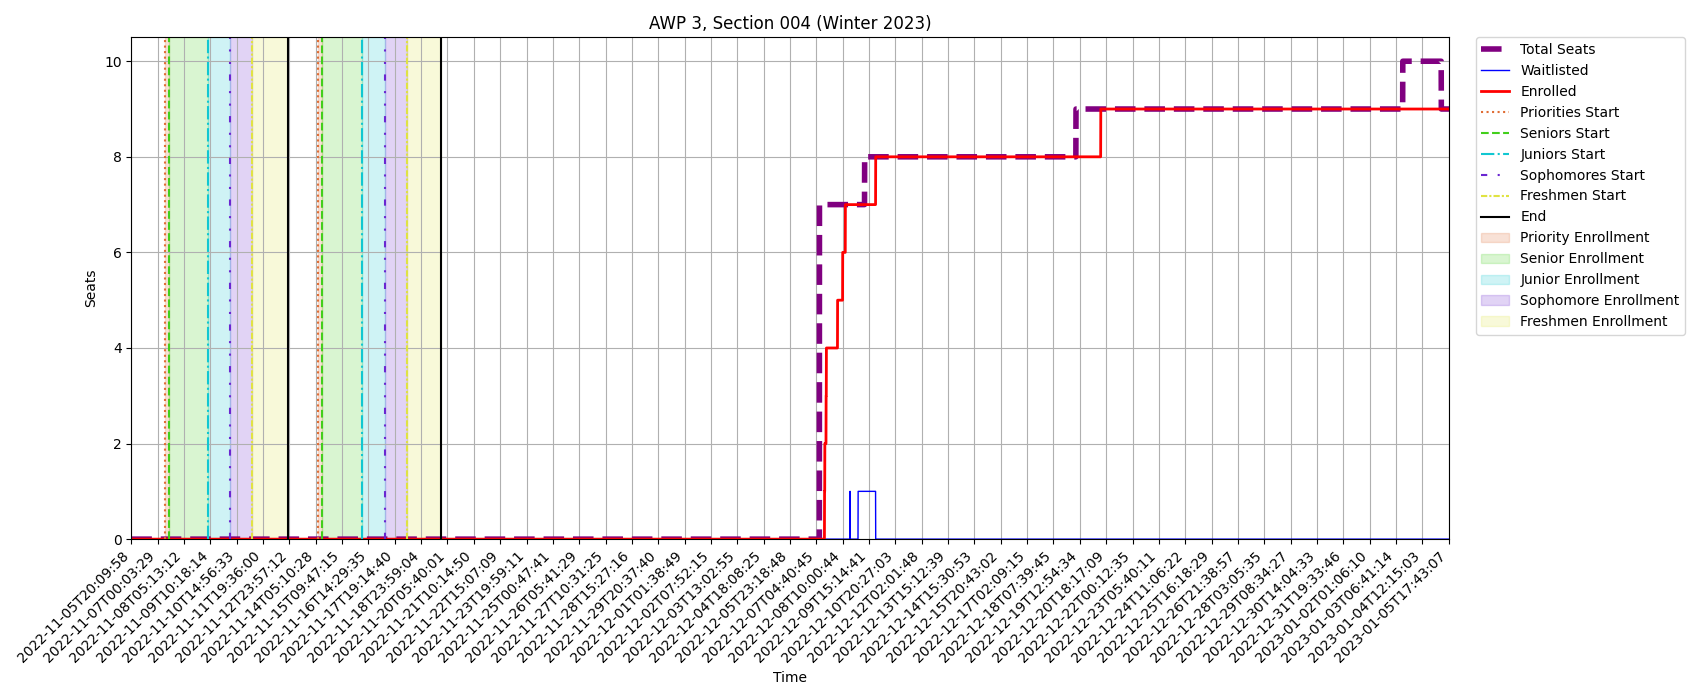 AWP 3, Section 004 (Winter 2023)
Seats
10
8
6
4
2
0
2022-11-05T20:09:58
2022-11-07T00:03:29
2022-11-08T05:13:12
2022-11-09T10:18:14
2022-11-10T14:56:33
2022-11-11T19:36:00
2022-11-12T23:57:12
2022-11-14T05:10:28
2022-11-15T09:47:15
2022-11-16T14:29:35
2022-11-17T19:14:40
2022-11-18T23:59:04
2022-11-20T05:40:01
2022-11-21T10:14:50
2022-11-22T15:07:09
2022-11-23T19:59:11
2022-11-25T00:47:41
2022-11-26T05:41:29
2022-11-27T10:31:25
2022-11-28T15:27:16
2022-11-29T20:37:40
2022-12-01T01:38:49
2022-12-02T07:52:15
2022-12-03T13:02:55
2022-12-04T18:08:25
2022-12-05T23:18:48
2022-12-07T04:40:45
2022-12-08T10:00:44
2022-12-09T15:14:41
2022-12-10T20:27:03
2022-12-12T02:01:48
2022-12-13T15:12:39
2022-12-14T15:30:53
2022-12-15T20:43:02
2022-12-17T02:09:15
2022-12-18T07:39:45
2022-12-19T12:54:34
2022-12-20T18:17:09
2022-12-22T00:12:35
2022-12-23T05:40:11
2022-12-24T11:06:22
2022-12-25T16:18:29
2022-12-26T21:38:57
2022-12-28T03:05:35
2022-12-29T08:34:27
2022-12-30T14:04:33
2022-12-31T19:33:46
2023-01-02T01:06:10
2023-01-03T06:41:14
2023-01-04T12:15:03
2023-01-05T17:43:07
Time
Total Seats
Waitlisted
Enrolled
Priorities Start
Seniors Start
Juniors Start
Sophomores Start
Freshmen Start
End
Priority Enrollment
Senior Enrollment
Junior Enrollment
Sophomore Enrollment
Freshmen Enrollment